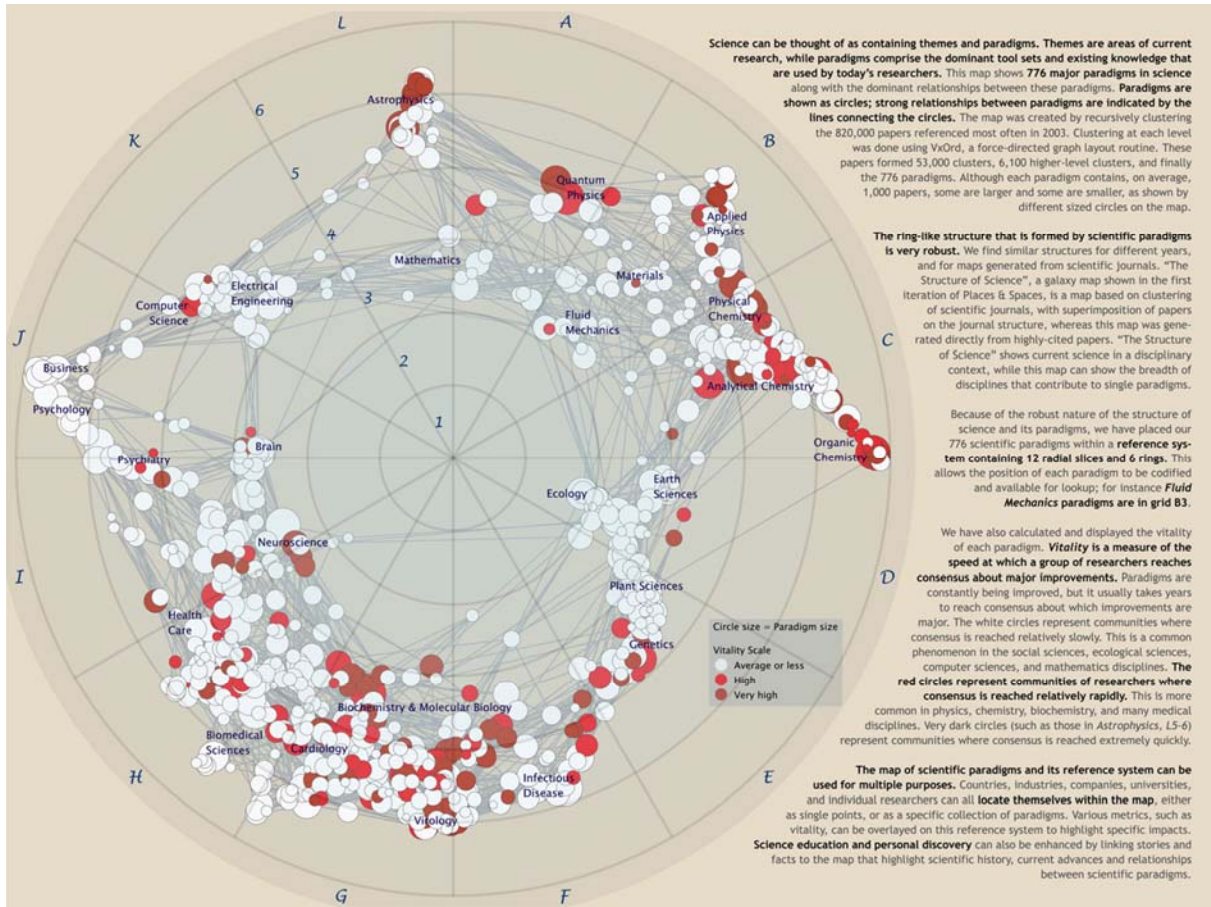 L
A
K
B
J
C
I
D
H
E
G
F
6
5
4
3
2
1
Astrophysics
Quantum
Physics
Applied
Physics
Mathematics
Materials
Electrical
Engineering
Computer
Science
Fluid
Mechanics
Physical
Chemistry
Business
Psychology
Analytical Chemistry
Organic
Chemistry
Brain
Psychiatry
Ecology
Earth
Sciences
Neuroscience
Plant Sciences
Health
Care
Genetics
Biochemistry & Molecular Biology
Biomedical
Sciences
Cardiology
Infectious
Disease
Virology
Circle size = Paradigm size
Vitality Scale
Average or less
High
Very high
Science can be thought of as containing themes and paradigms. Themes are areas of current
research, while paradigms comprise the dominant tool sets and existing knowledge that
are used by today's researchers. This map shows 776 major paradigms in science
along with the dominant relationships between these paradigms. Paradigms are
shown as circles; strong relationships between paradigms are indicated by the
lines connecting the circles. The map was created by recursively clustering
the 820,000 papers referenced most often in 2003. Clustering at each level
was done using VxOrd, a force-directed graph layout routine. These
papers formed 53,000 clusters, 6,100 higher-level clusters, and finally
the 776 paradigms. Although each paradigm contains, on average,
1,000 papers, some are larger and some are smaller, as shown by
different sized circles on the map.
The ring-like structure that is formed by scientific paradigms
is very robust. We find similar structures for different years,
and for maps generated from scientific journals. "The
Structure of Science", a galaxy map shown in the first
iteration of Places & Spaces, is a map based on clustering
of scientific journals, with superimposition of papers
on the journal structure, whereas this map was gene-
rated directly from highly-cited papers. "The Structure
of Science" shows current science in a disciplinary
context, while this map can show the breadth of
disciplines that contribute to single paradigms.
Because of the robust nature of the structure of
science and its paradigms, we have placed our
776 scientific paradigms within a reference sys-
tem containing 12 radial slices and 6 rings. This
allows the position of each paradigm to be codified
and available for lookup; for instance Fluid
Mechanics paradigms are in grid B3.
We have also calculated and displayed the vitality
of each paradigm. Vitality is a measure of the
speed at which a group of researchers reaches
consensus about major improvements. Paradigms are
constantly being improved, but it usually takes years
to reach consensus about which improvements are
major. The white circles represent communities where
consensus is reached relatively slowly. This is a common
phenomenon in the social sciences, ecological sciences,
computer sciences, and mathematics disciplines. The
red circles represent communities of researchers where
consensus is reached relatively rapidly. This is more
common in physics, chemistry, biochemistry, and many medical
disciplines. Very dark circles (such as those in Astrophysics, L5-6)
represent communities where consensus is reached extremely quickly.
The map of scientific paradigms and its reference system can be
used for multiple purposes. Countries, industries, companies, universities,
and individual researchers can all locate themselves within the map, either
as single points, or as a specific collection of paradigms. Various metrics, such as
vitality, can be overlayed on this reference system to highlight specific impacts.
Science education and personal discovery can also be enhanced by linking stories and
facts to the map that highlight scientific history, current advances and relationships
between scientific paradigms.